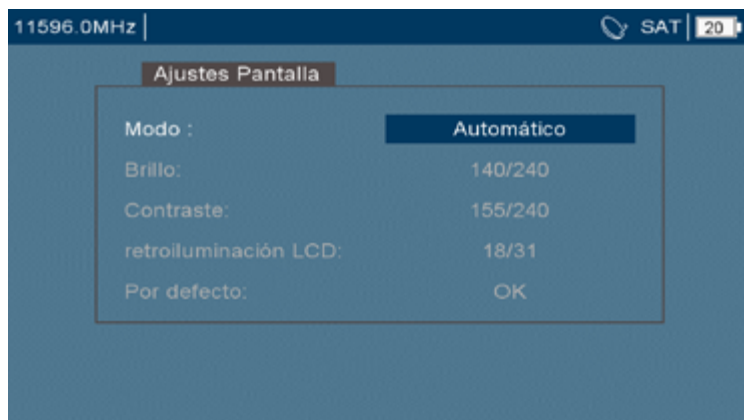 11596.0MHz SAT 20
Ajustes Pantalla
Modo : Automático
Brillo: 140/240
Contraste: 155/240
retroiluminación LCD: 18/31
Por defecto: OK